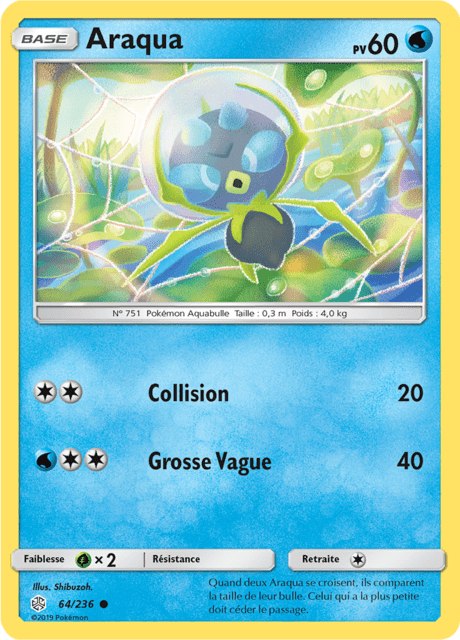 BASE Araqua PV60
N° 751 Pokémon Aquabulle Taille : 0,3 m Poids : 4,0 kg
Collision 20
Grosse Vague 40
Faiblesse ×2 Résistance Retraite
Illus. Shibuzoh.
64/236
©2019 Pokémon
Quand deux Araqua se croisent, ils comparent
la taille de leur bulle. Celui qui a la plus petite
doit céder le passage.